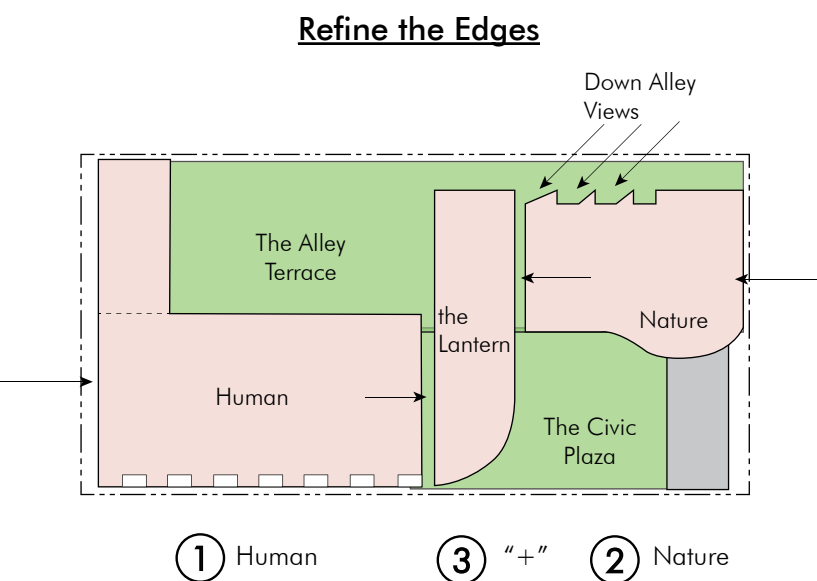 Refine the Edges
Down Alley
Views
The Alley
Terrace
the
Lantern
Nature
Human
The Civic
Plaza
1 Human
3 “+”
2 Nature